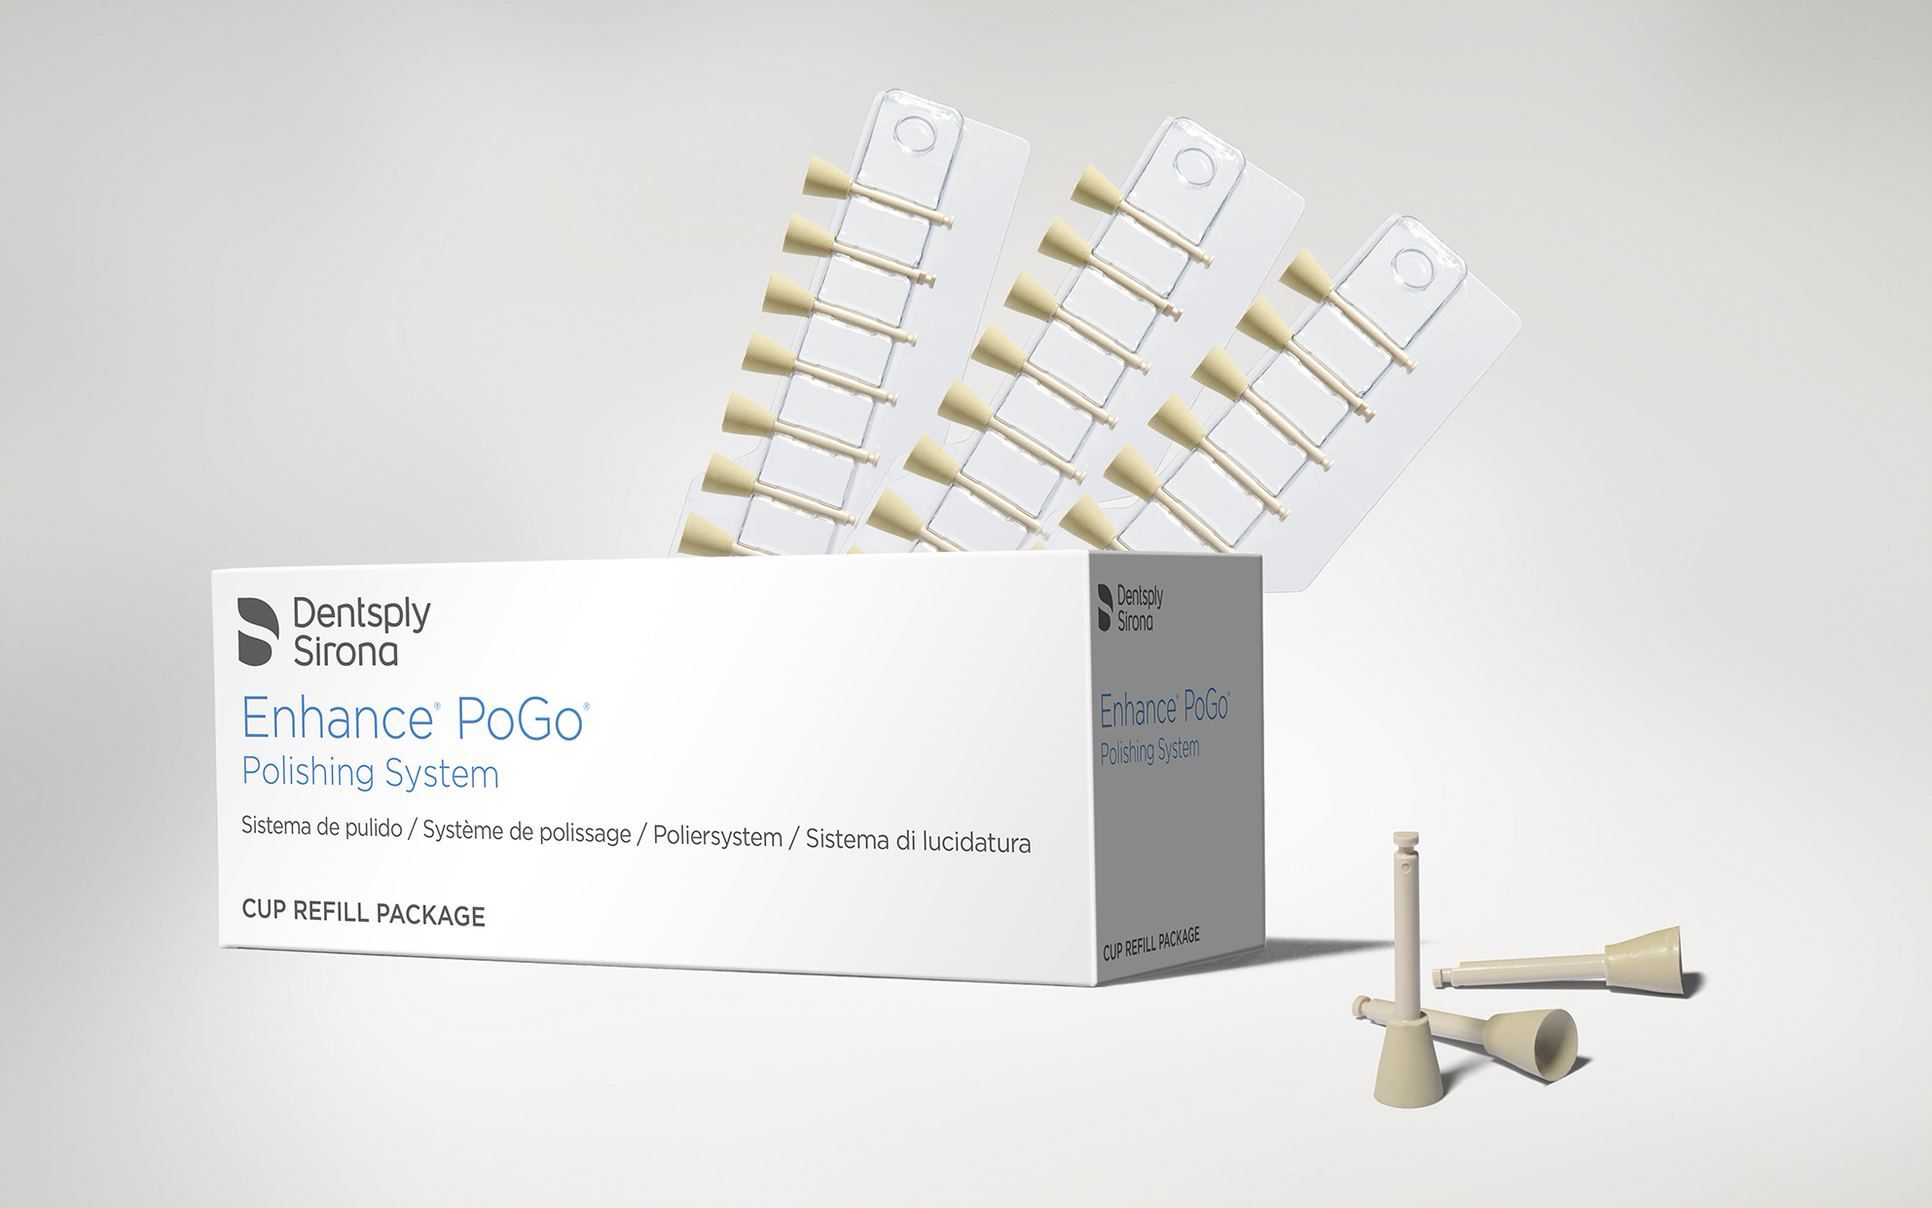 Dentsply
Sirona
Enhance® PoGo®
Polishing System
Sistema de pulido / Système de polissage / Poliersystem / Sistema di lucidatura
CUP REFILL PACKAGE
Dentsply
Sirona
Enhance® PoGo®
Polishing System
CUP REFILL PACKAGE